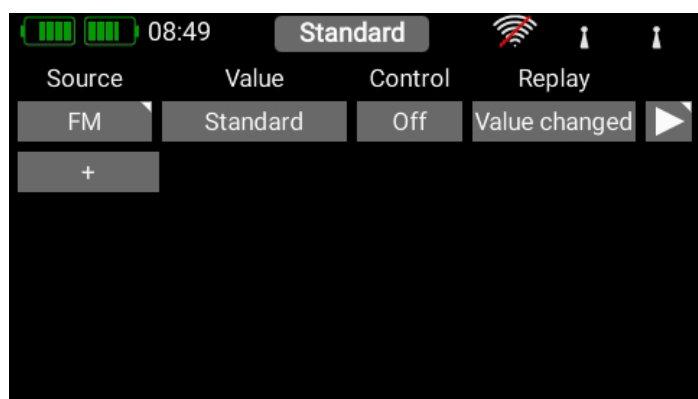 08:49 Standard
Source Value Control Replay
FM Standard Off Value changed
+